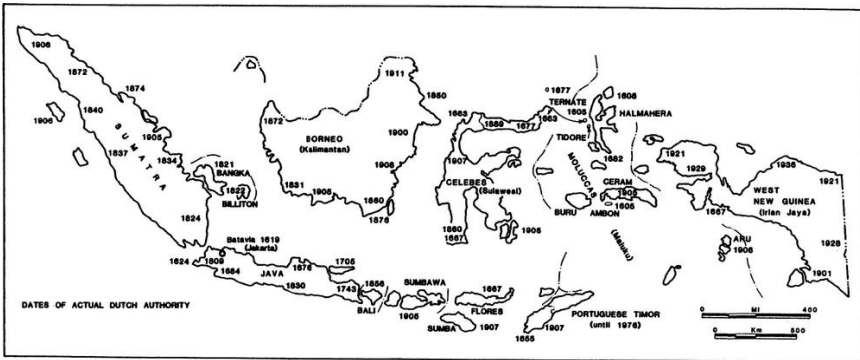 1906
1872
1874
1840
1906
1905
1837
1834
SUMATRA
1821
BANGKA
1822
BILLITON
1824
1624
Batavia 1619
(Jakarta)
1809
1684
JAVA
1676
1705
1830
1743
1872
BORNEO
(Kalimantan)
1911
1850
1900
1908
1831
1906
1860
1876
1663
1889
1677
1663
1907
CELEBES
(Sulawesi)
1860
1667
1905
1677
TERNATE
1605
TIDORE
1606
HALMAHERA
1682
MOLUCCAS
CERAM
1905
1605
BURU
AMBON
(Maluku)
1921
1929
1936
1921
WEST
NEW GUINEA
(Irian Jaya)
1667
1928
ARU
1906
1901
1856
BALI
SUMBAWA
1905
SUMBA
1907
1667
FLORES
PORTUGUESE TIMOR
(until 1976)
1907
1655
DATES OF ACTUAL DUTCH AUTHORITY
0 MI 400
0 Km 500